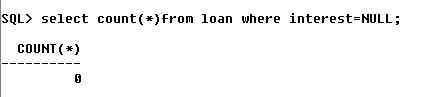 SQL> select count(*)from loan where interest=NULL;
COUNT(*)
----------
0